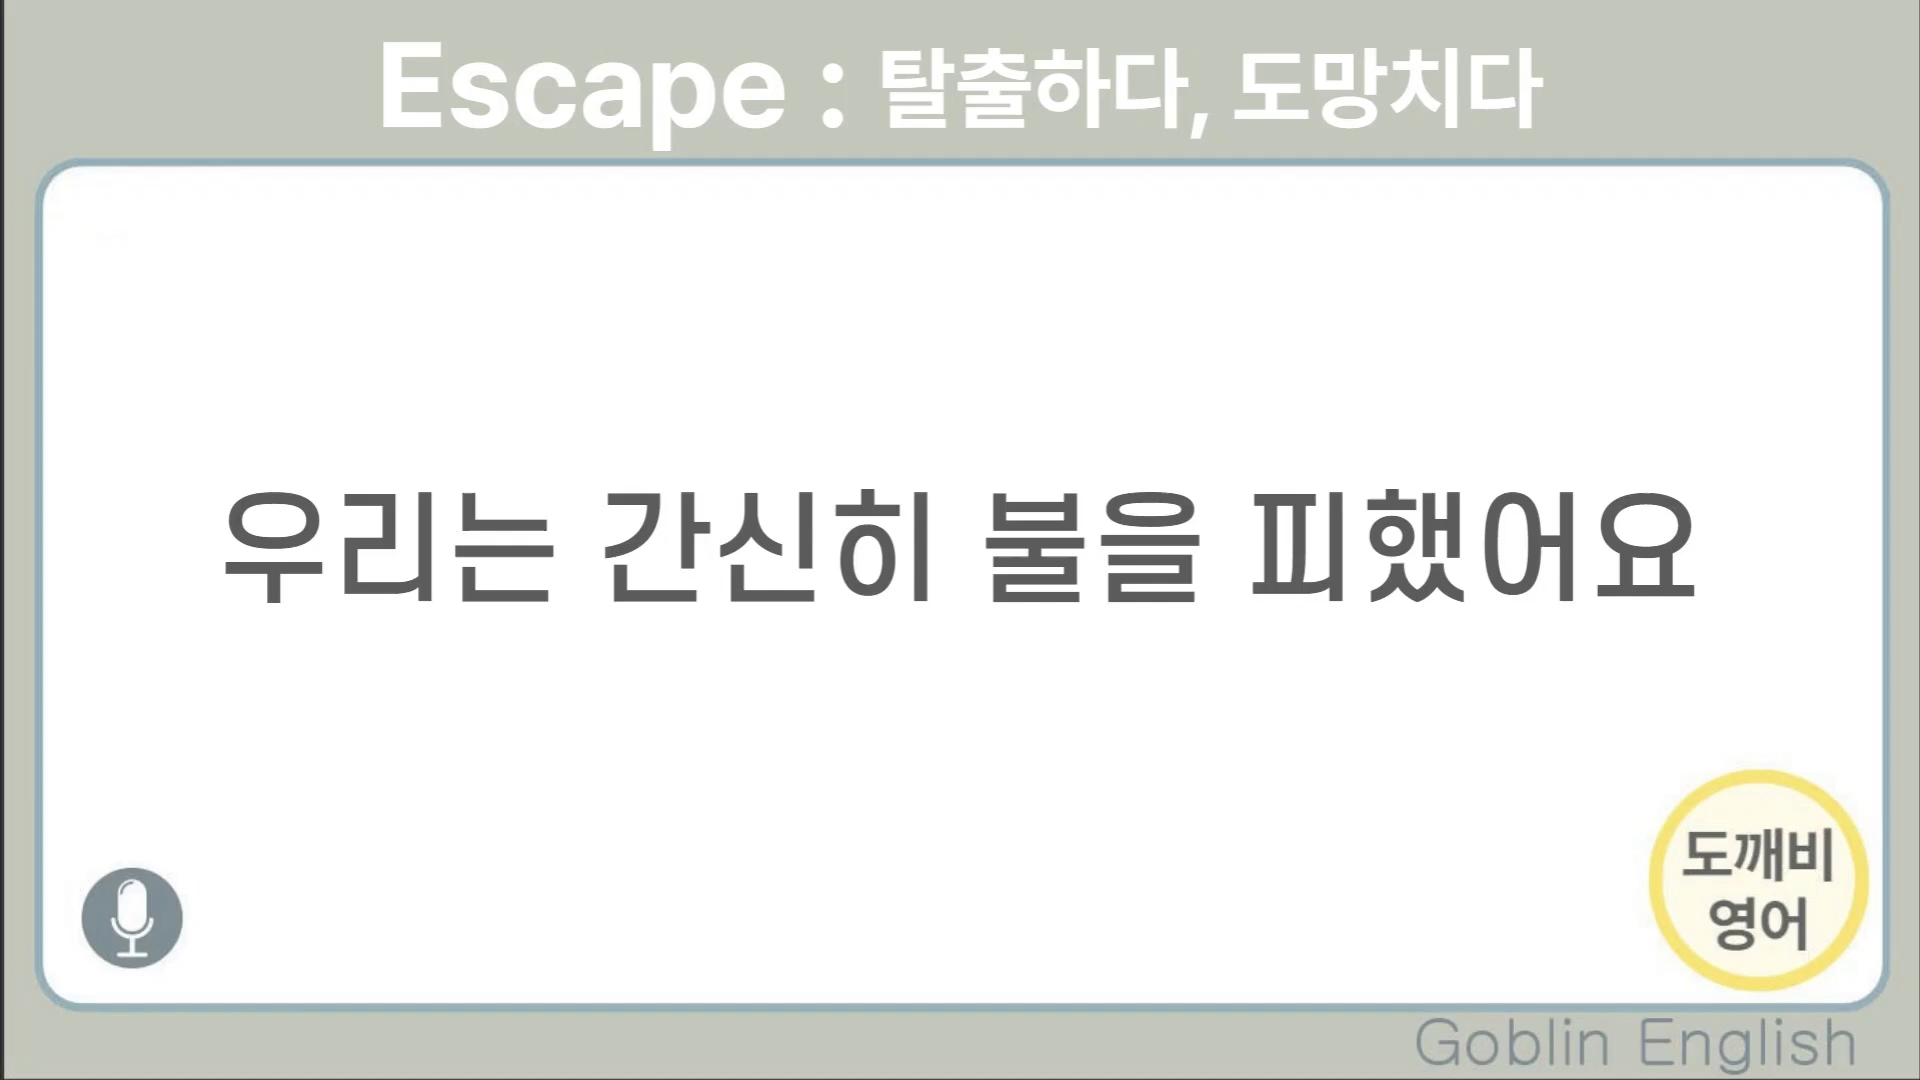 Escape : 탈출하다, 도망치다
우리는 간신히 불을 피했어요
도깨비
영어
Goblin English